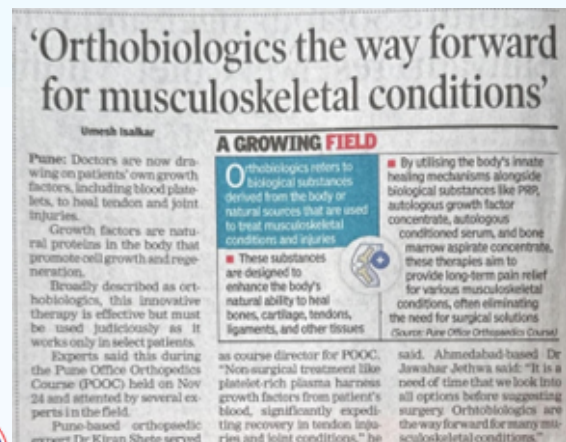 'Orthobiologics the way forward
for musculoskeletal conditions'
Umesh Isalkar
Pune: Doctors are now dra-
wing on patients' own growth
factors, including blood plate-
lets, to heal tendon and joint
injuries.
Growth factors are natu-
ral proteins in the body that
promote cell growth and rege-
neration.
Broadly described as ort-
hobiologics, this innovative
therapy is effective but must
be used judiciously as it
works only in select patients.
Experts said this during
the Pune Office Orthopedics
Course (POOC) held on Nov
24 and attented by several ex-
perts in the field.
Pune-based orthopaedic
expert Dr Kiran Shete served
A GROWING FIELD
Orthobiologics refers to
biological substances
derived from the body or
natural sources that are used
to treat musculoskeletal
conditions and injuries
These substances
are designed to
enhance the body's
natural ability to heal
bones, cartilage, tendons,
ligaments, and other tissues
By utilising the body's innate
healing mechanisms alongside
biological substances like PRP,
autologous growth factor
concentrate, autologous
conditioned serum, and bone
marrow aspirate concentrate,
these therapies aim to
provide long-term pain relief
for various musculoskeletal
conditions, often eliminating
the need for surgical solutions
(Source: Pune Office Orthopaedics Course)
as course director for POOC.
"Non-surgical treatment like
platelet-rich plasma harness
growth factors from patient's
blood, significantly expedi-
ting recovery in tendon inju-
ries and joint conditions," he
said. Ahmedabad-based Dr
Jawahar Jethwa said: "It is a
need of time that we look into
all options before suggesting
surgery. Orhtobiologics are
the way forward for many mu-
sculoskeletal conditions."